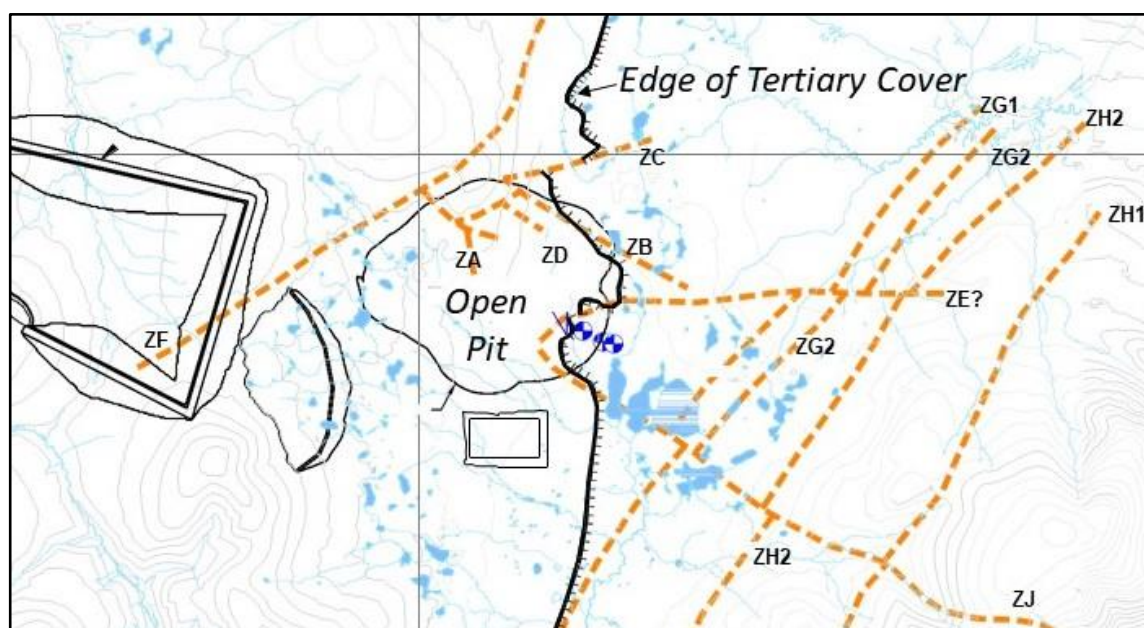 Edge of Tertiary Cover
ZG1
ZH2
ZC
ZG2
ZH1
ZA
ZD
ZB
Open
Pit
ZE?
ZF
ZG2
ZH2
ZJ